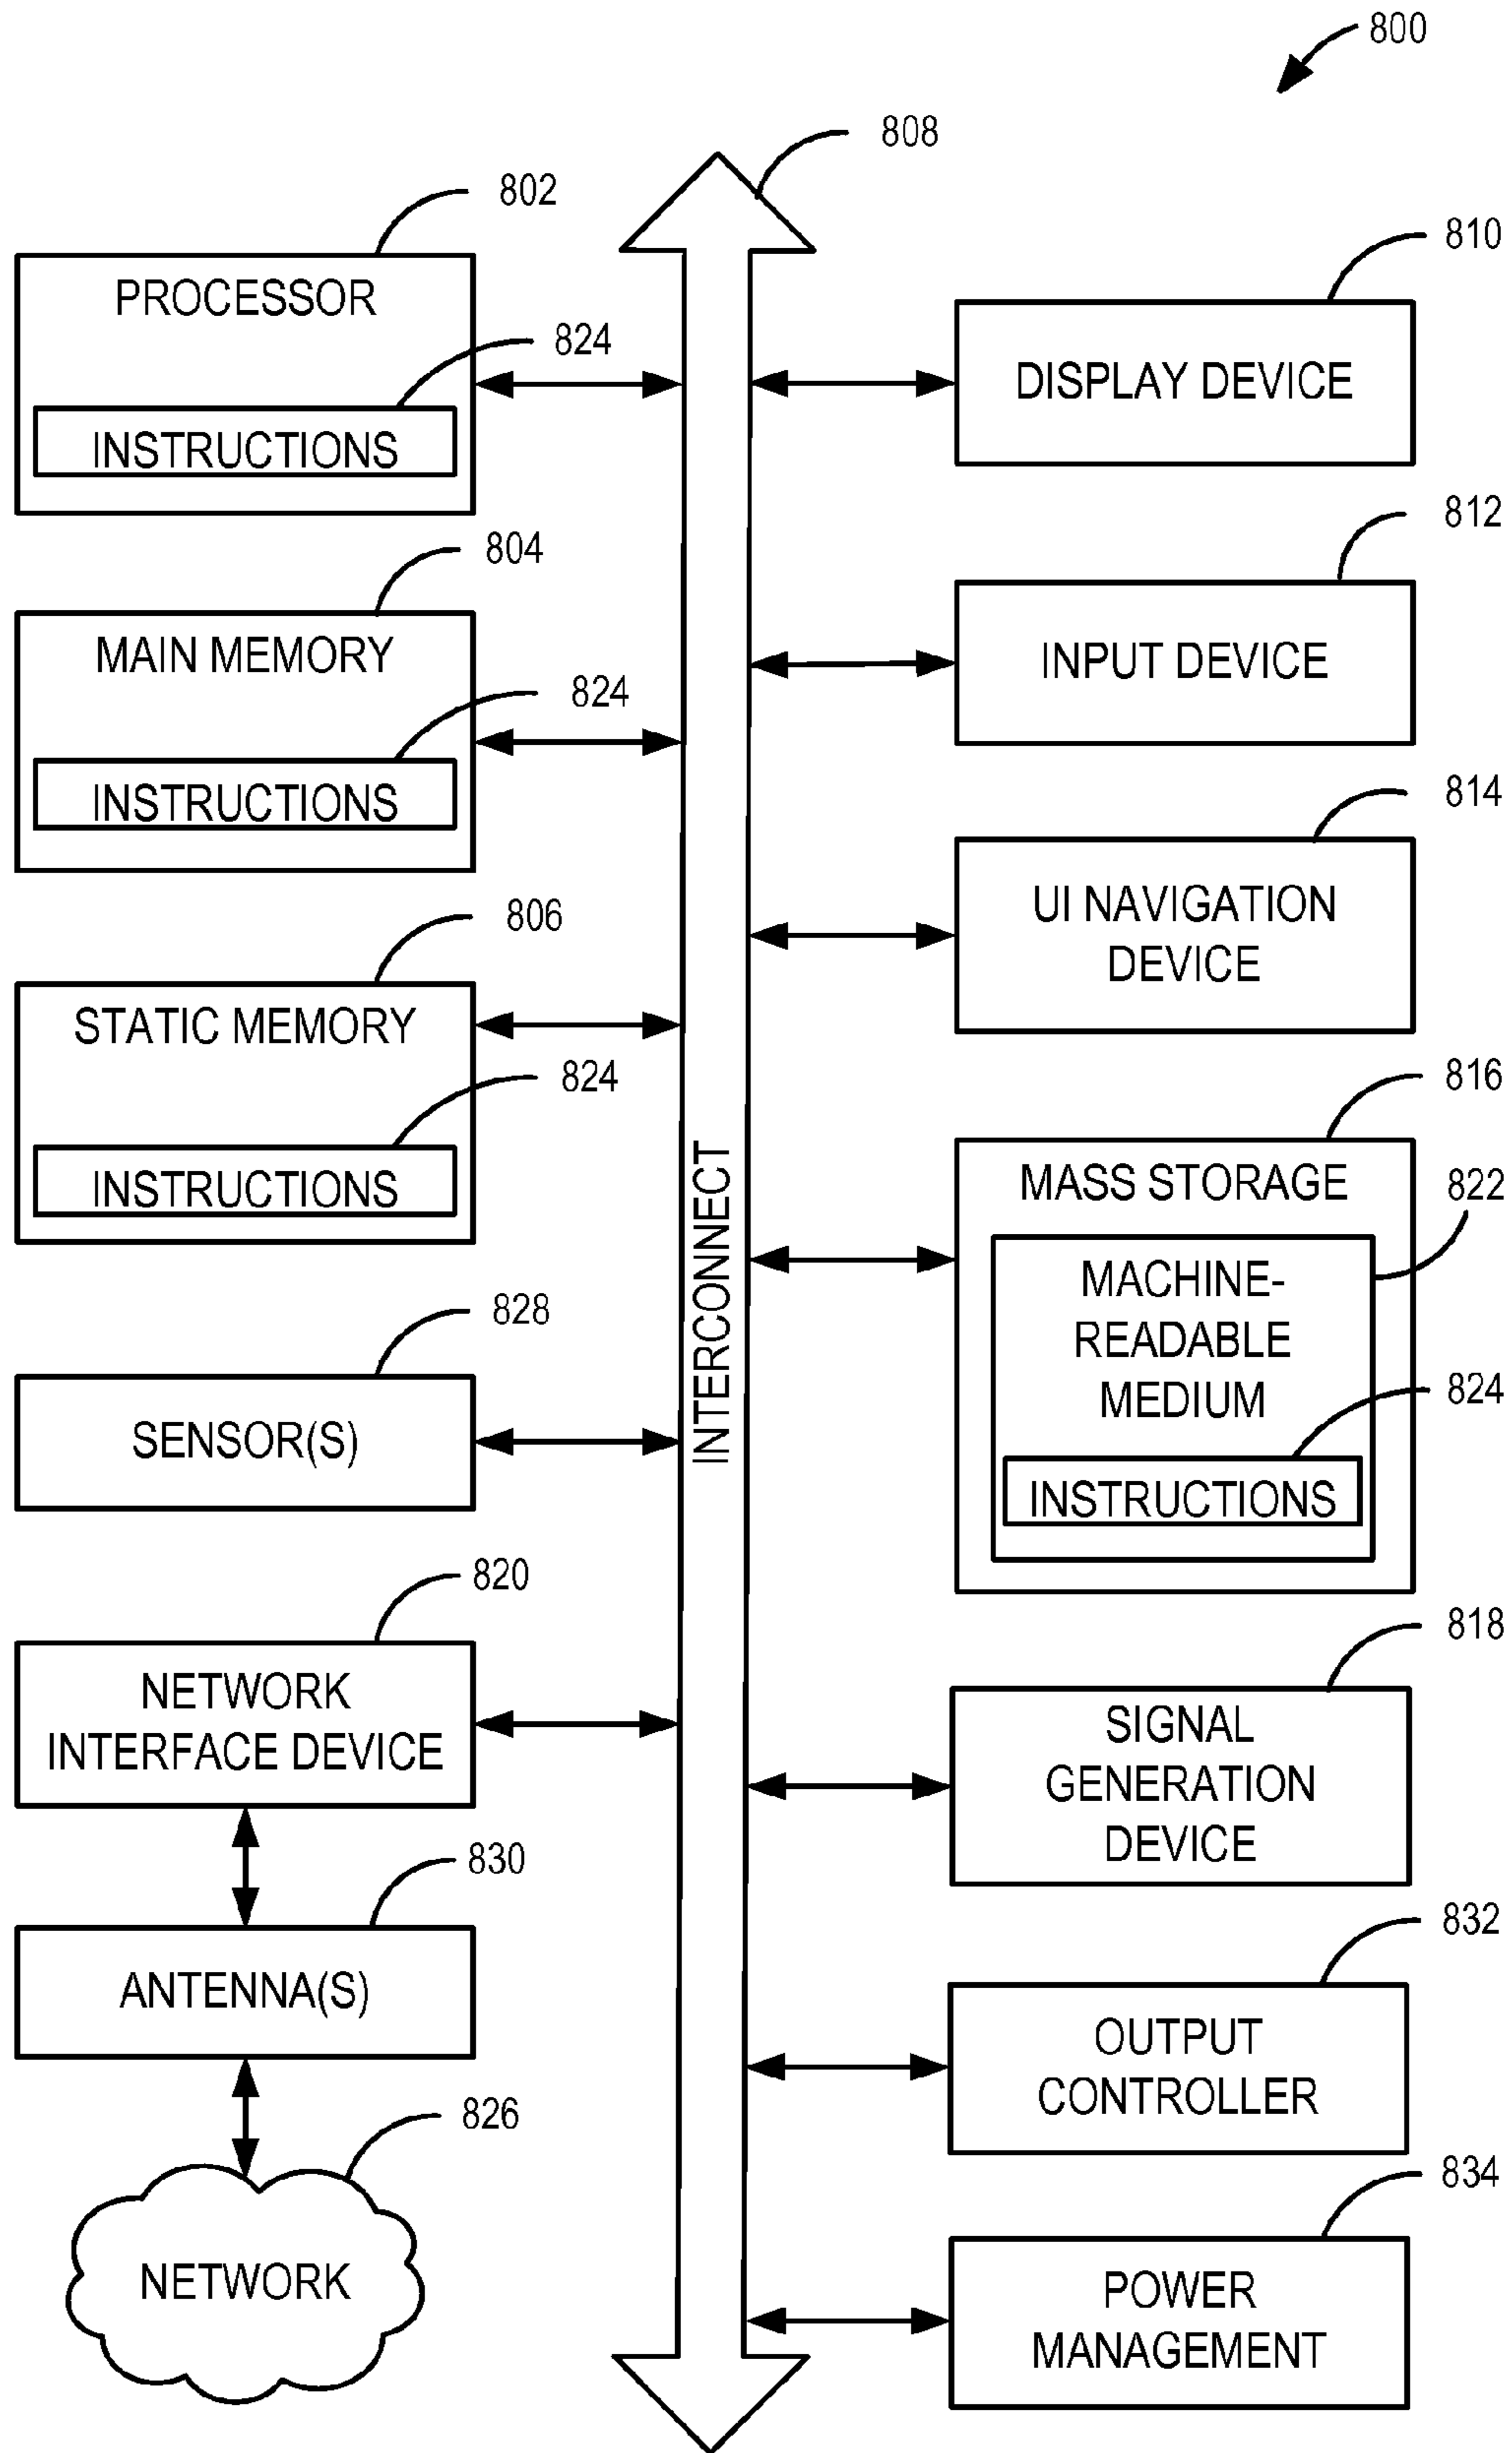 800
808
802
PROCESSOR
824
INSTRUCTIONS
804
MAIN MEMORY
824
INSTRUCTIONS
806
STATIC MEMORY
824
INSTRUCTIONS
828
SENSOR(S)
820
NETWORK
INTERFACE DEVICE
830
ANTENNA(S)
826
NETWORK
INTERCONNECT
810
DISPLAY DEVICE
812
INPUT DEVICE
814
UI NAVIGATION
DEVICE
816
MASS STORAGE
822
MACHINE-
READABLE
MEDIUM
824
INSTRUCTIONS
818
SIGNAL
GENERATION
DEVICE
832
OUTPUT
CONTROLLER
834
POWER
MANAGEMENT